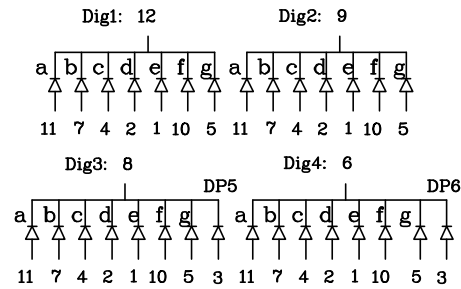 Dig1: 12 Dig2: 9
a b c d e f g a b c d e f g
11 7 4 2 1 10 5 11 7 4 2 1 10 5
Dig3: 8 Dig4: 6
DP5 DP6
a b c d e f g a b c d e f g
11 7 4 2 1 10 5 3 11 7 4 2 1 10 5 3